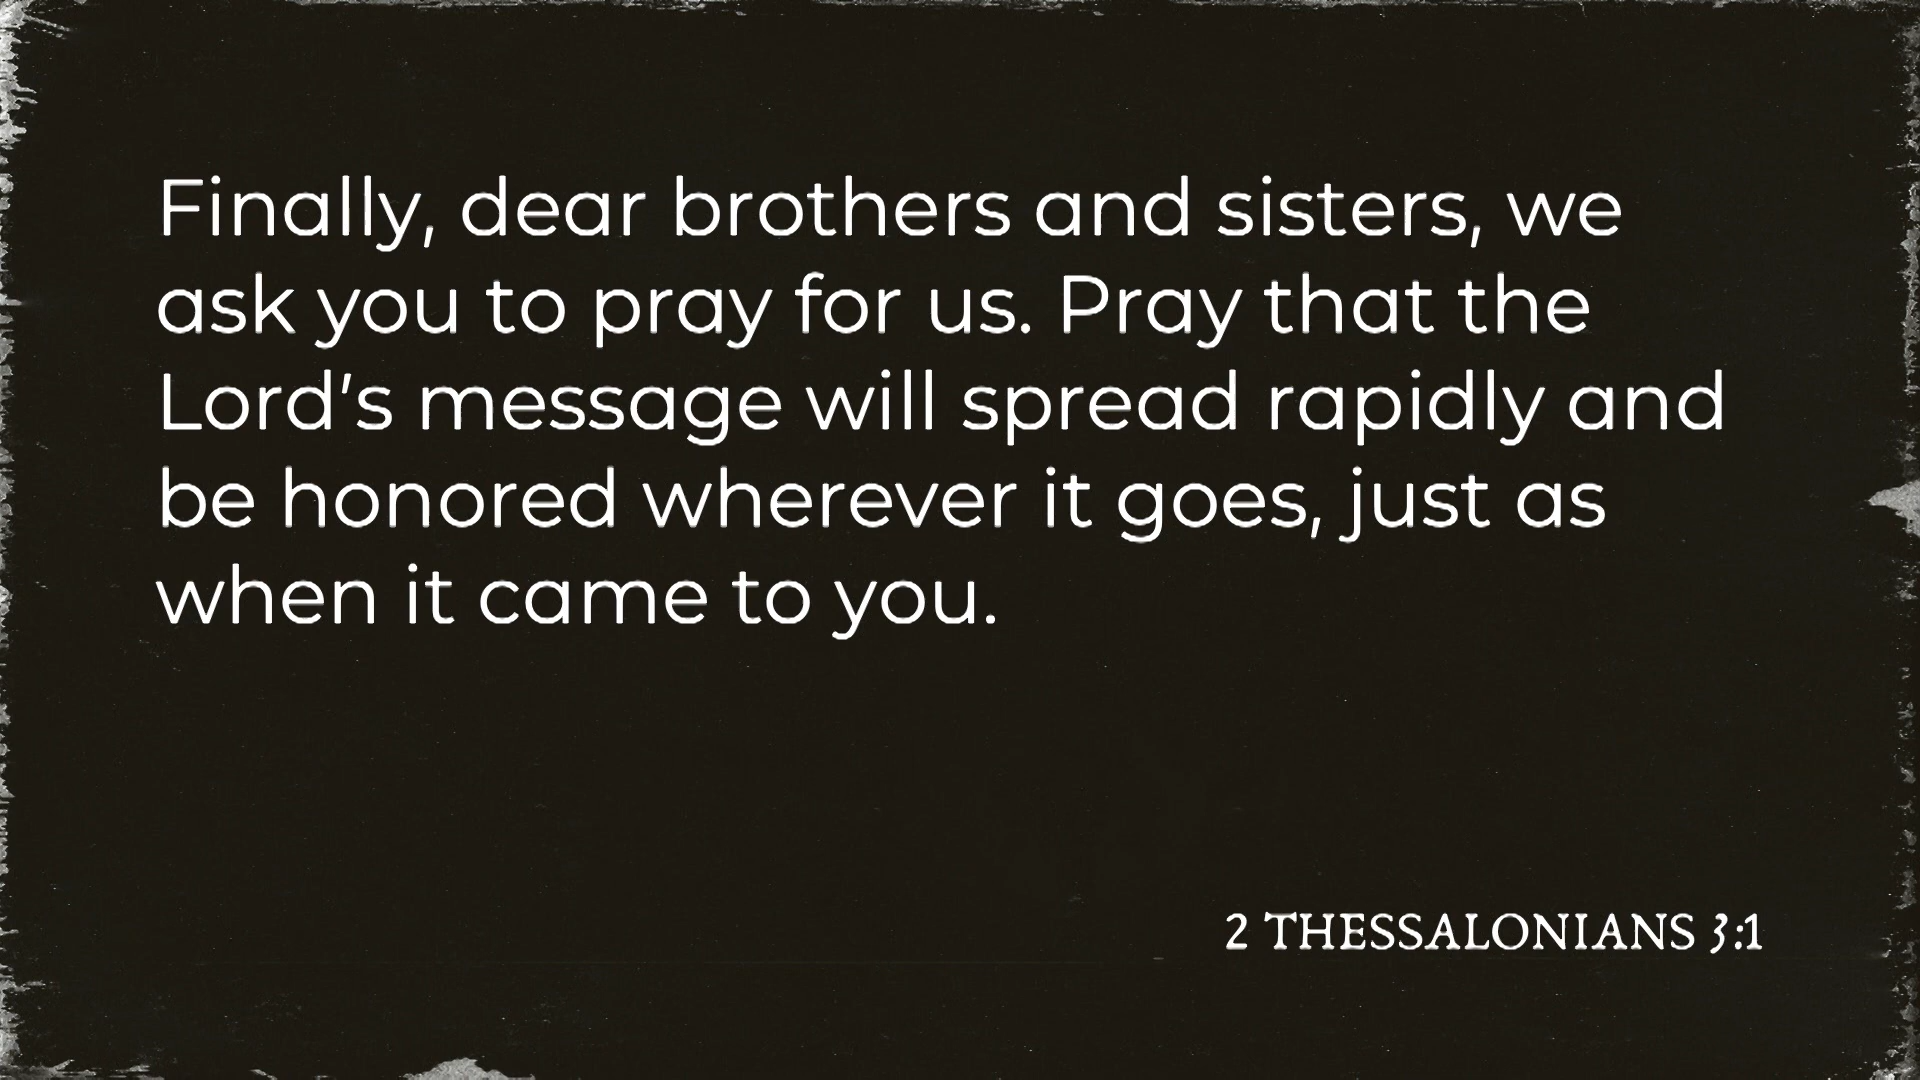 Finally, dear brothers and sisters, we
ask you to pray for us. Pray that the
Lord’s message will spread rapidly and
be honored wherever it goes, just as
when it came to you.
2 THESSALONIANS 3:1